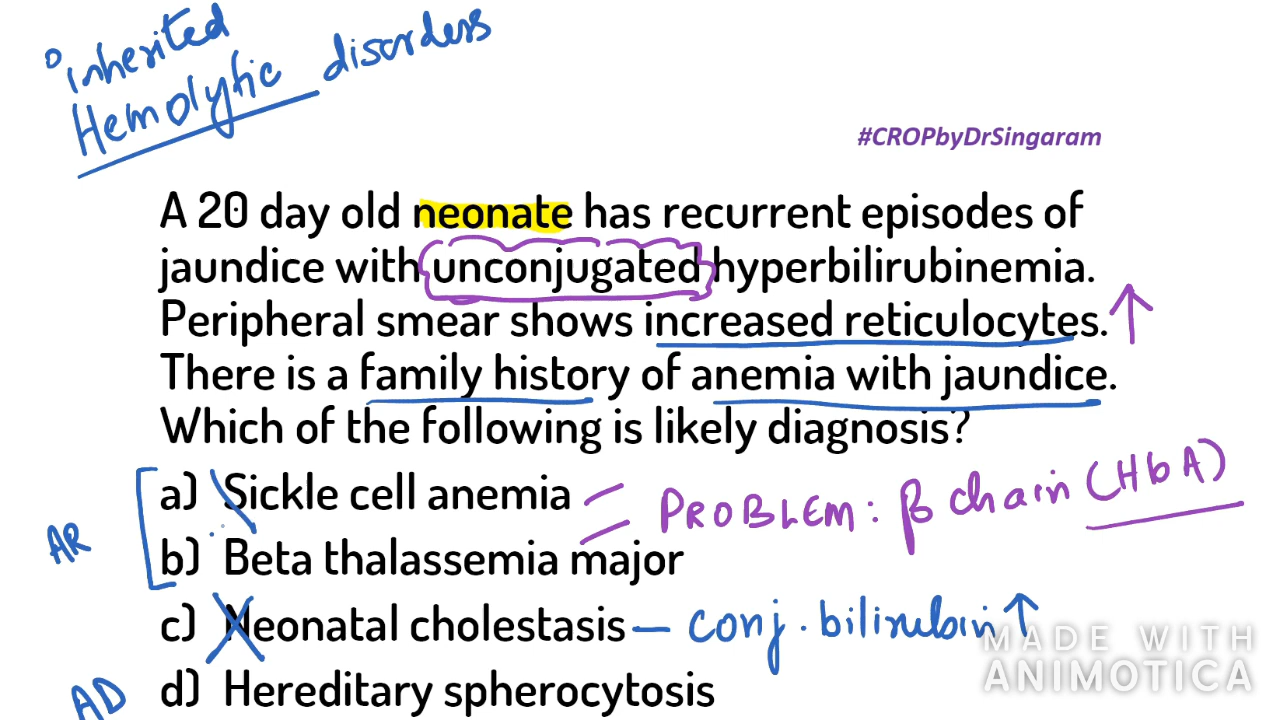 inherited
Hemolytic disorders
#CROPbyDrSingaram
A 20 day old neonate has recurrent episodes of
jaundice with unconjugated hyperbilirubinemia.
Peripheral smear shows increased reticulocytes. ↑
There is a family history of anemia with jaundice.
Which of the following is likely diagnosis?
a) Sickle cell anemia
PROBLEM: β chain (HbA)
AR
b) Beta thalassemia major
c) Neonatal cholestasis — conj. bilirubin ↑
MADE WITH
ANIMOTICA
AD d) Hereditary spherocytosis